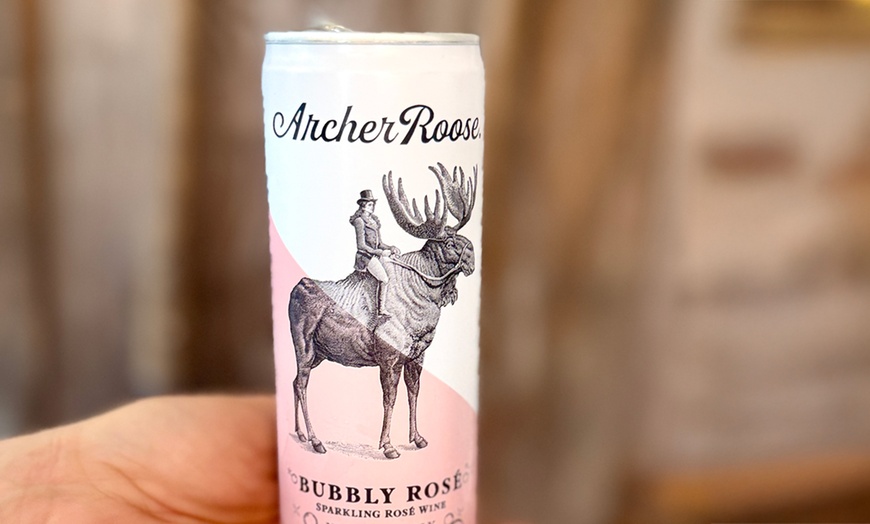 Archer Roose.
BUBBLY ROSÉ
SPARKLING ROSÉ WINE